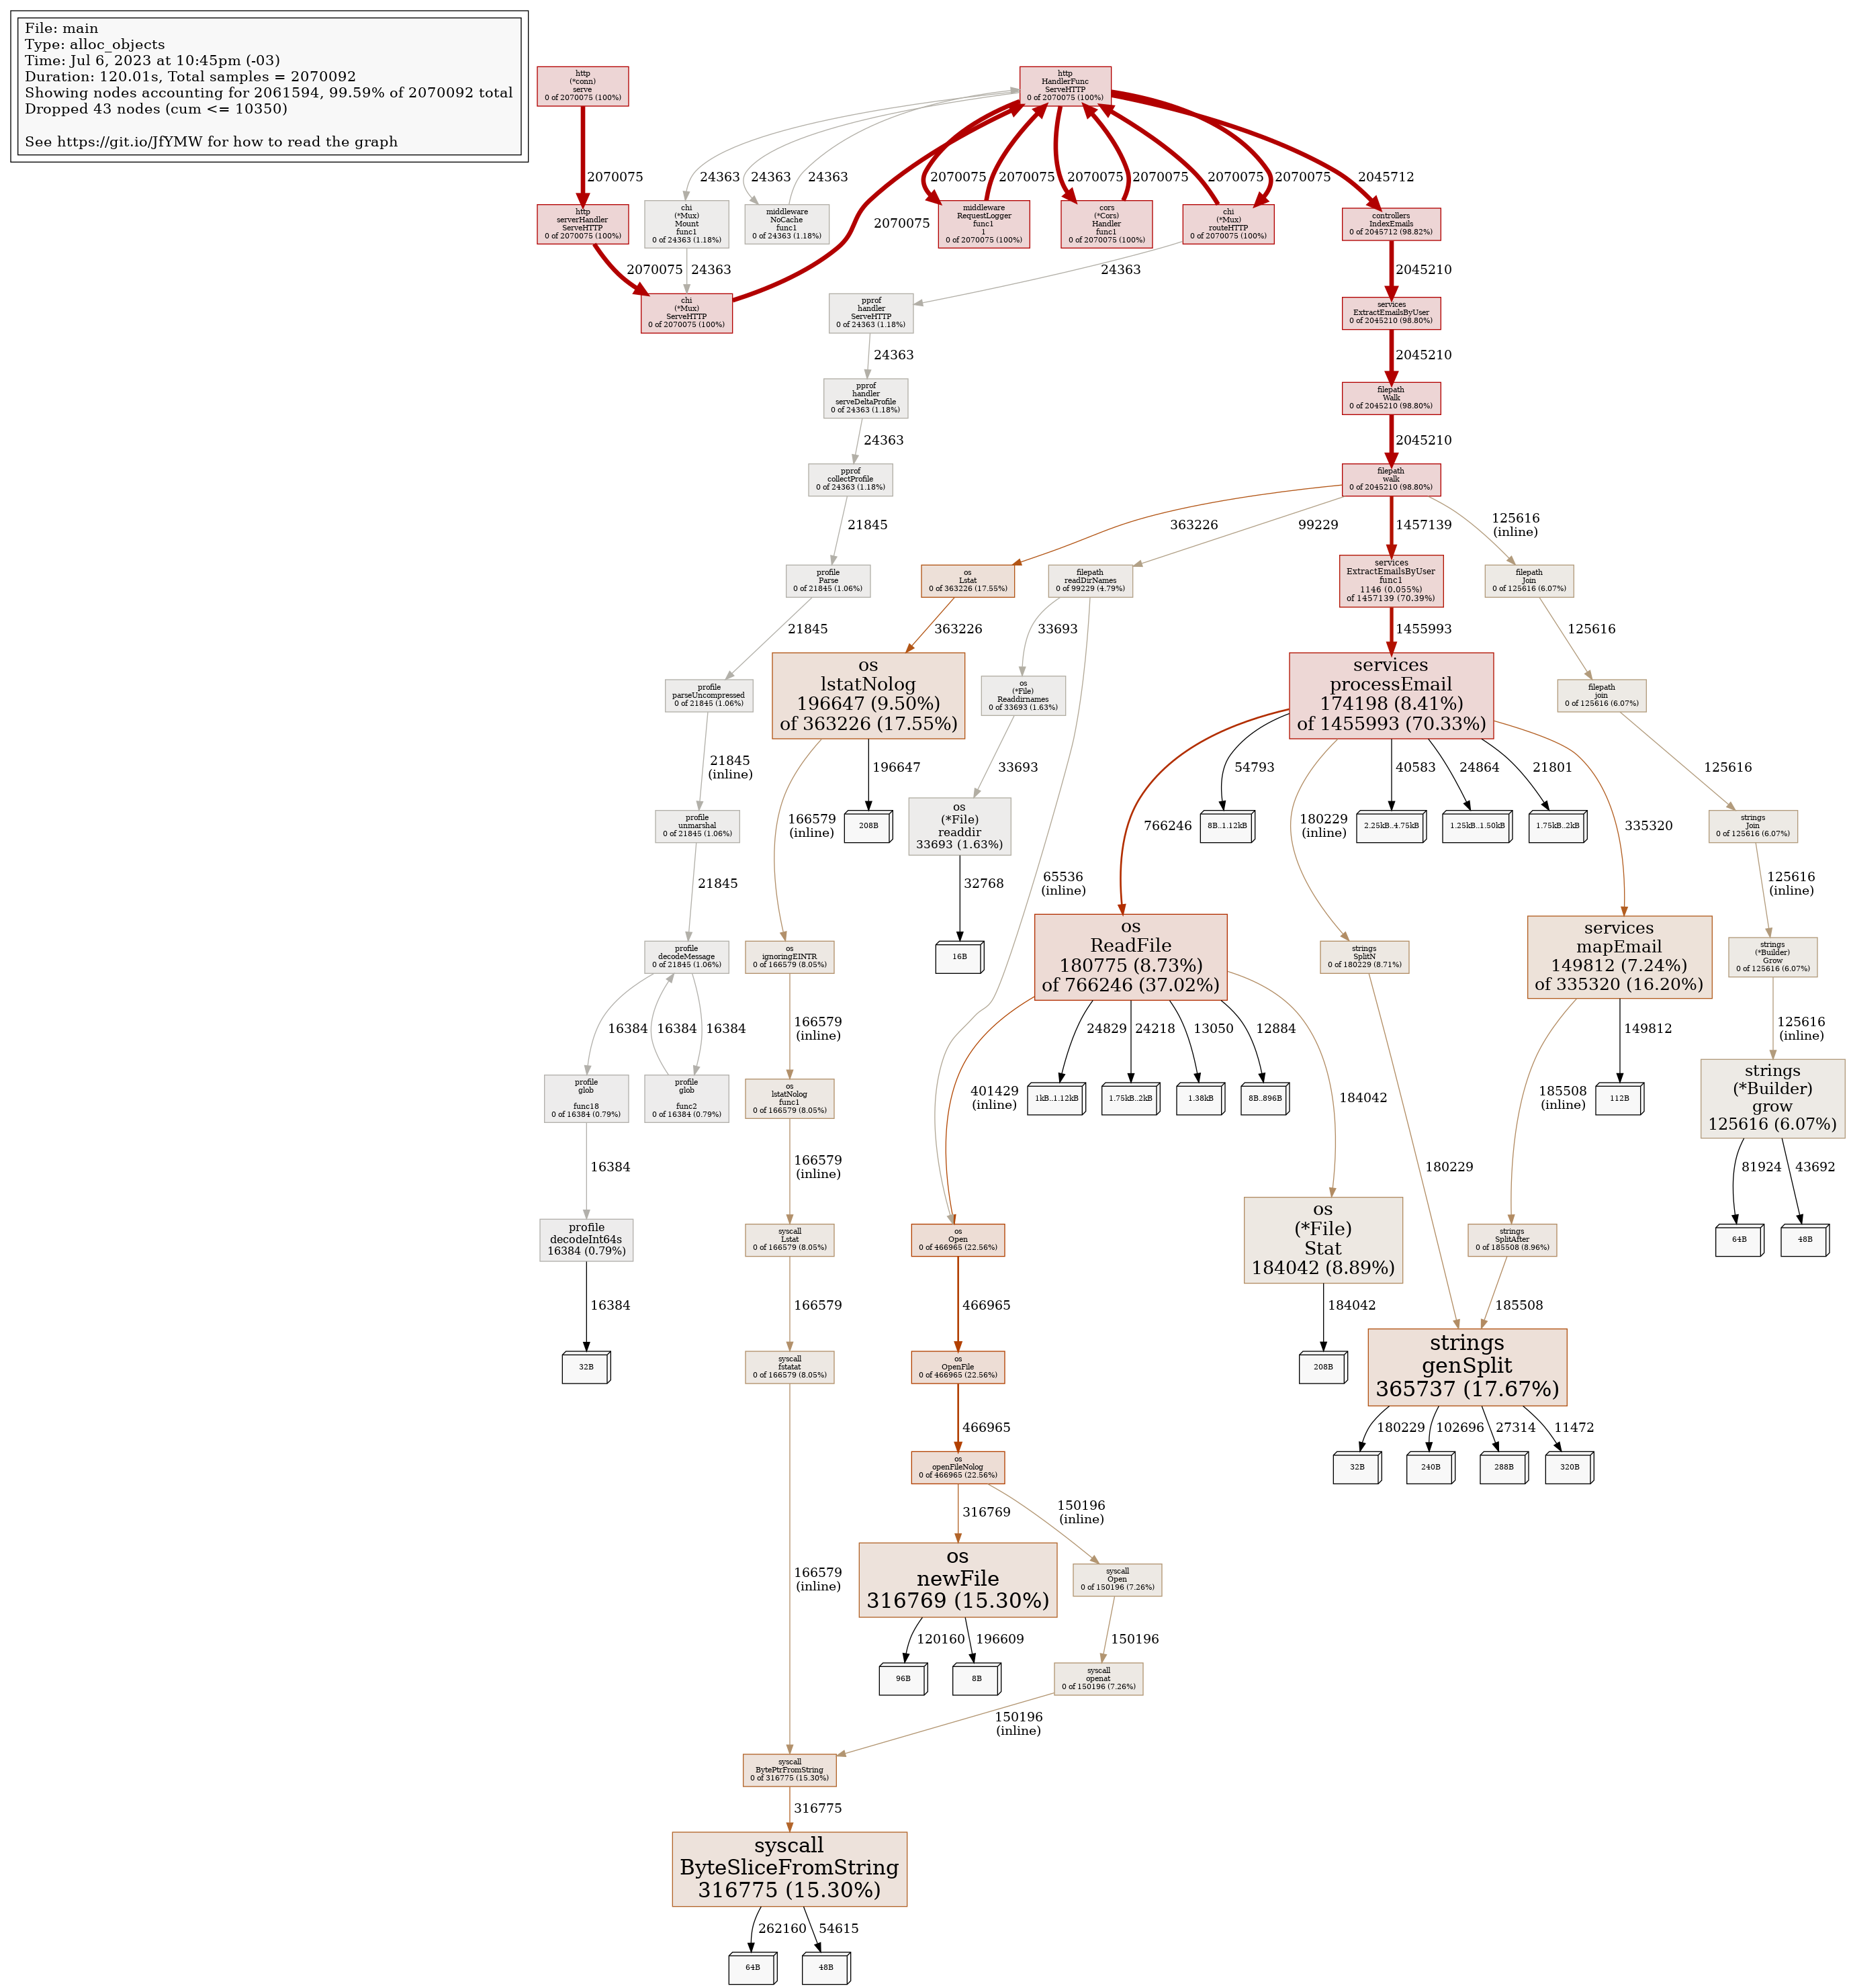 File: main
Type: alloc_objects
Time: Jul 6, 2023 at 10:45pm (-03)
Duration: 120.01s, Total samples = 2070092
Showing nodes accounting for 2061594, 99.59% of 2070092 total
Dropped 43 nodes (cum <= 10350)
See https://git.io/JfYMW for how to read the graph
http
(*conn)
serve
0 of 2070075 (100%)
http
HandlerFunc
ServeHTTP
0 of 2070075 (100%)
2070075
24363
24363
24363
2070075
2070075
2070075
2070075
2070075
2070075
2045712
http
serverHandler
ServeHTTP
0 of 2070075 (100%)
chi
(*Mux)
Mount
func1
0 of 24363 (1.18%)
middleware
NoCache
func1
0 of 24363 (1.18%)
2070075
middleware
RequestLogger
func1
1
0 of 2070075 (100%)
cors
(*Cors)
Handler
func1
0 of 2070075 (100%)
chi
(*Mux)
routeHTTP
0 of 2070075 (100%)
controllers
IndexEmails
0 of 2045712 (98.82%)
2070075
24363
24363
2045210
chi
(*Mux)
ServeHTTP
0 of 2070075 (100%)
pprof
handler
ServeHTTP
0 of 24363 (1.18%)
services
ExtractEmailsByUser
0 of 2045210 (98.80%)
24363
2045210
pprof
handler
serveDeltaProfile
0 of 24363 (1.18%)
filepath
Walk
0 of 2045210 (98.80%)
24363
2045210
pprof
collectProfile
0 of 24363 (1.18%)
filepath
walk
0 of 2045210 (98.80%)
21845
363226
99229
1457139
125616
(inline)
profile
Parse
0 of 21845 (1.06%)
os
Lstat
0 of 363226 (17.55%)
filepath
readDirNames
0 of 99229 (4.79%)
services
ExtractEmailsByUser
func1
1146 (0.055%)
of 1457139 (70.39%)
filepath
Join
0 of 125616 (6.07%)
21845
363226
33693
1455993
125616
profile
parseUncompressed
0 of 21845 (1.06%)
os
lstatNolog
196647 (9.50%)
of 363226 (17.55%)
os
(*File)
Readdirnames
0 of 33693 (1.63%)
services
processEmail
174198 (8.41%)
of 1455993 (70.33%)
filepath
join
0 of 125616 (6.07%)
21845
(inline)
166579
(inline)
196647
33693
766246
54793
180229
(inline)
40583
24864
21801
335320
125616
profile
unmarshal
0 of 21845 (1.06%)
208B
os
(*File)
readdir
33693 (1.63%)
8B..1.12kB
2.25kB..4.75kB
1.25kB..1.50kB
1.75kB..2kB
strings
Join
0 of 125616 (6.07%)
21845
32768
65536
(inline)
125616
(inline)
profile
decodeMessage
0 of 21845 (1.06%)
os
ignoringEINTR
0 of 166579 (8.05%)
16B
os
ReadFile
180775 (8.73%)
of 766246 (37.02%)
strings
SplitN
0 of 180229 (8.71%)
services
mapEmail
149812 (7.24%)
of 335320 (16.20%)
strings
(*Builder)
Grow
0 of 125616 (6.07%)
16384
16384
16384
166579
(inline)
401429
(inline)
24829
24218
13050
12884
184042
180229
185508
(inline)
149812
125616
(inline)
profile
glob
func18
0 of 16384 (0.79%)
profile
glob
func2
0 of 16384 (0.79%)
os
lstatNolog
func1
0 of 166579 (8.05%)
1kB..1.12kB
1.75kB..2kB
1.38kB
8B..896B
112B
strings
(*Builder)
grow
125616 (6.07%)
16384
166579
(inline)
81924
43692
profile
decodeInt64s
16384 (0.79%)
syscall
Lstat
0 of 166579 (8.05%)
os
Open
0 of 466965 (22.56%)
os
(*File)
Stat
184042 (8.89%)
strings
SplitAfter
0 of 185508 (8.96%)
64B
48B
16384
166579
466965
184042
185508
32B
syscall
fstatat
0 of 166579 (8.05%)
os
OpenFile
0 of 466965 (22.56%)
208B
strings
genSplit
365737 (17.67%)
466965
180229
102696
27314
11472
os
openFileNolog
0 of 466965 (22.56%)
32B
240B
288B
320B
316769
150196
(inline)
166579
(inline)
os
newFile
316769 (15.30%)
syscall
Open
0 of 150196 (7.26%)
120160
196609
150196
96B
8B
syscall
openat
0 of 150196 (7.26%)
150196
(inline)
syscall
BytePtrFromString
0 of 316775 (15.30%)
316775
syscall
ByteSliceFromString
316775 (15.30%)
262160
54615
64B
48B